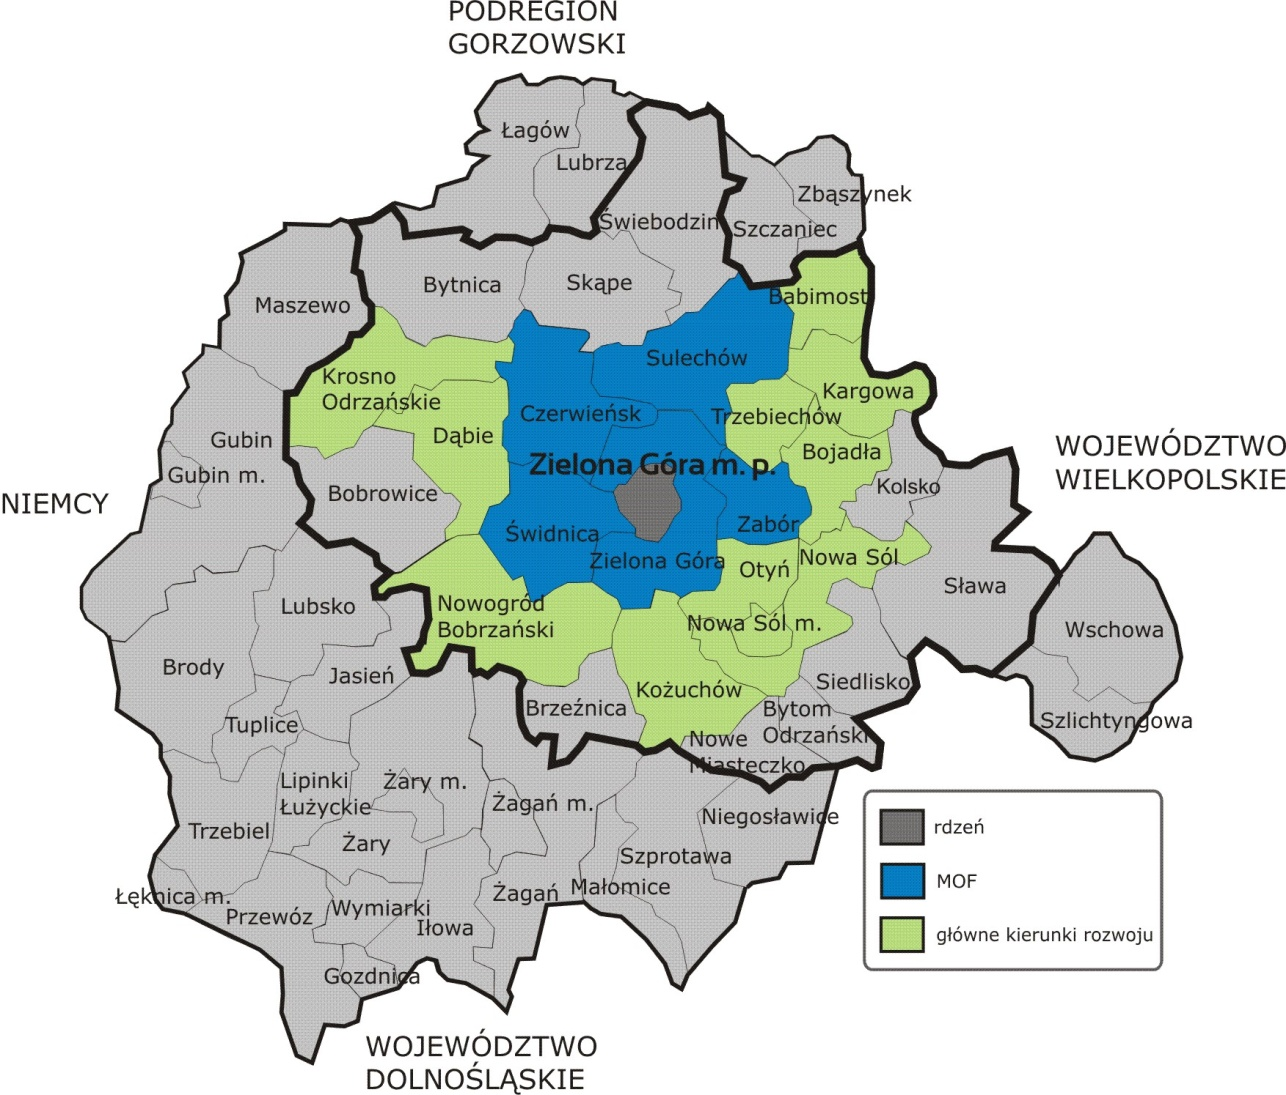 PODREGION
GORZOWSKI
Łagów
Lubrza
Zbąszynek
Świebodzin
Szczaniec
Bytnica
Skąpe
Babimost
Maszewo
Sulechów
Krosno
Odrzańskie
Kargowa
Czerwieńsk
Trzebiechów
Dąbie
Gubin
Bojadła
WOJEWÓDZTWO
WIELKOPOLSKIE
Zielona Góra m. p.
Gubin m.
Kolsko
Bobrowice
NIEMCY
Zabór
Świdnica
Zielona Góra
Nowa Sól
Otyń
Sława
Lubsko
Nowogród
Bobrzański
Nowa Sól m.
Wschowa
Brody
Jasień
Siedlisko
Kożuchów
Brzeźnica
Bytom
Odrzański
Szlichtyngowa
Tuplice
Nowe
Miasteczko
Lipinki
Łużyckie
Żary m.
Żagań m.
Niegosławice
rdzeń
Trzebiel
Żary
Szprotawa
MOF
Małomice
Żagań
Łęknica m.
Wymiarki
Przewóz
Iłowa
główne kierunki rozwoju
Gozdnica
WOJEWÓDZTWO
DOLNOŚLĄSKIE